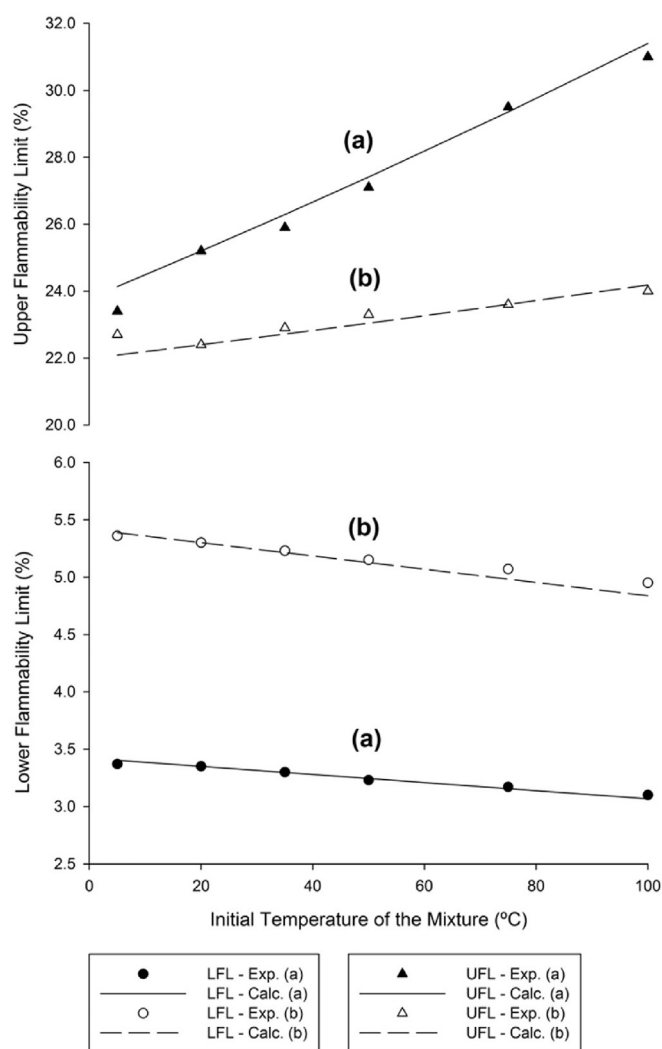 32.0
30.0
28.0
26.0
24.0
22.0
20.0
Upper Flammability Limit (%)
(a)
(b)
6.0
5.5
5.0
4.5
4.0
3.5
3.0
2.5
Lower Flammability Limit (%)
(b)
(a)
0 20 40 60 80 100
Initial Temperature of the Mixture (ºC)
LFL - Exp. (a)
LFL - Calc. (a)
LFL - Exp. (b)
LFL - Calc. (b)
UFL - Exp. (a)
UFL - Calc. (a)
UFL - Exp. (b)
UFL - Calc. (b)